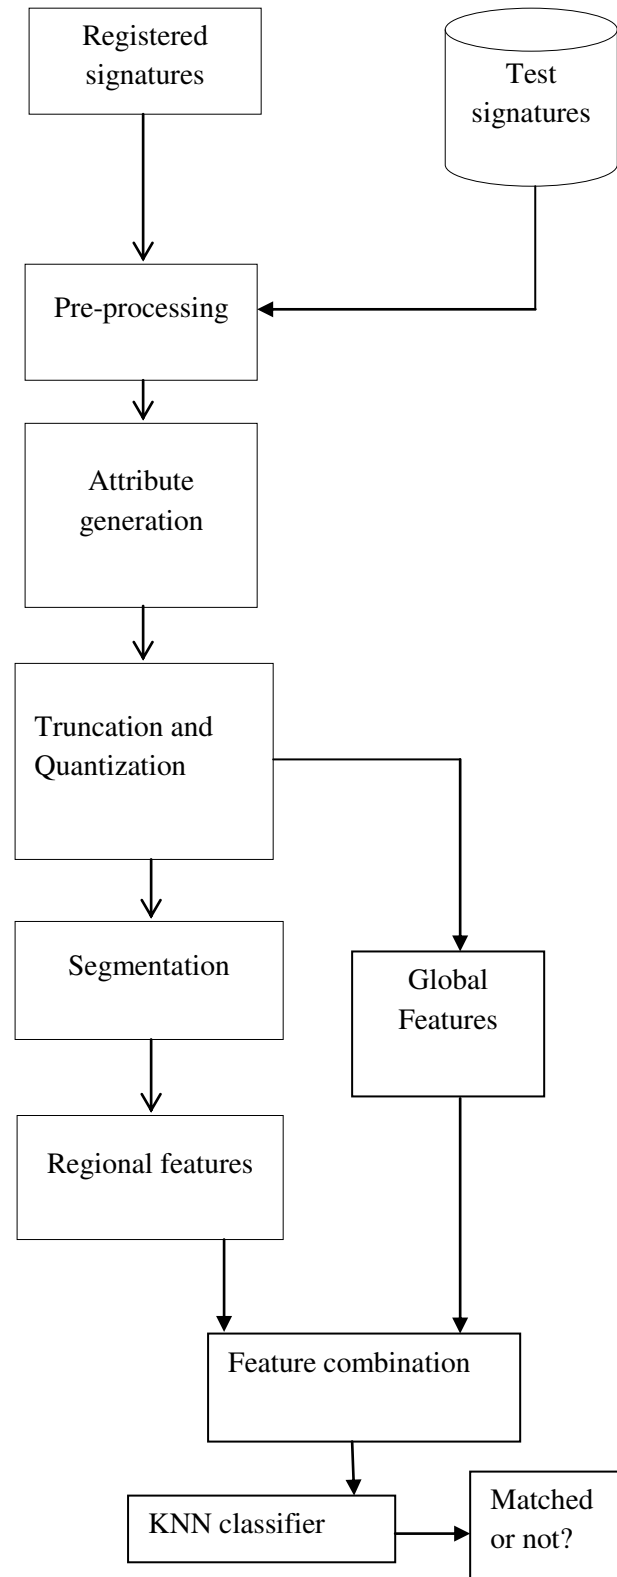 Registered
signatures
Test
signatures
Pre-processing
Attribute
generation
Truncation and
Quantization
Segmentation
Global
Features
Regional features
Feature combination
KNN classifier
Matched
or not?